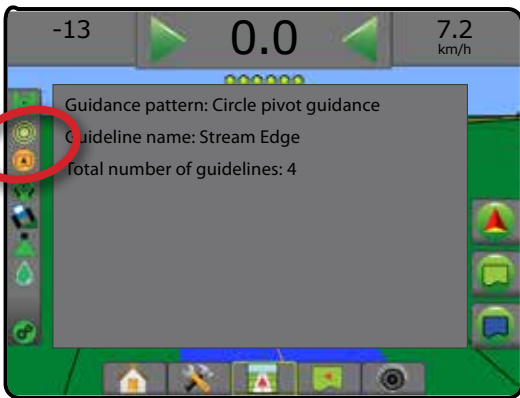 -13
0.0
7.2
km/h
Guidance pattern: Circle pivot guidance
Guideline name: Stream Edge
Total number of guidelines: 4